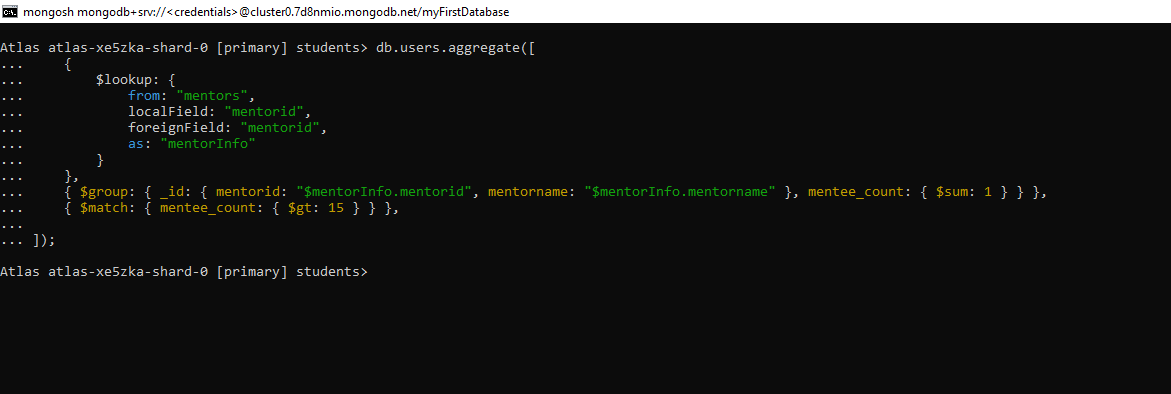 mongosh mongodb+srv://<credentials>@cluster0.7d8nmio.mongodb.net/myFirstDatabase
Atlas atlas-xe5zka-shard-0 [primary] students> db.users.aggregate([
...     {
...         $lookup: {
...             from: "mentors",
...             localField: "mentorid",
...             foreignField: "mentorid",
...             as: "mentorInfo"
...         }
...     },
...     { $group: { _id: { mentorid: "$mentorInfo.mentorid", mentorname: "$mentorInfo.mentorname" }, mentee_count: { $sum: 1 } } },
...     { $match: { mentee_count: { $gt: 15 } } },
...
... ]);
Atlas atlas-xe5zka-shard-0 [primary] students>